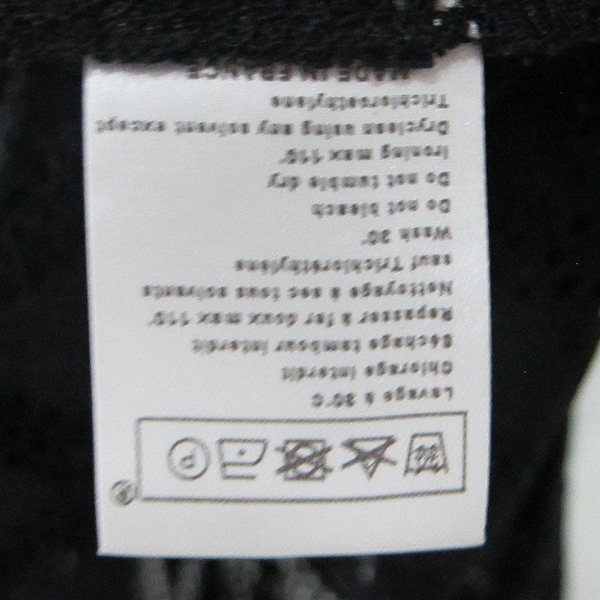 ®
30 P
Lavage à 30°C
Chlorage interdit
Séchage tambour interdit
Repasser à fer doux max 110°
Nettoyage à sec tous solvants
sauf Trichloréthylène
Wash 30°
Do not bleach
Do not tumble dry
Ironing max 110°
Dryclean using any solvent except
Trichloroethylene
MADE IN FRANCE